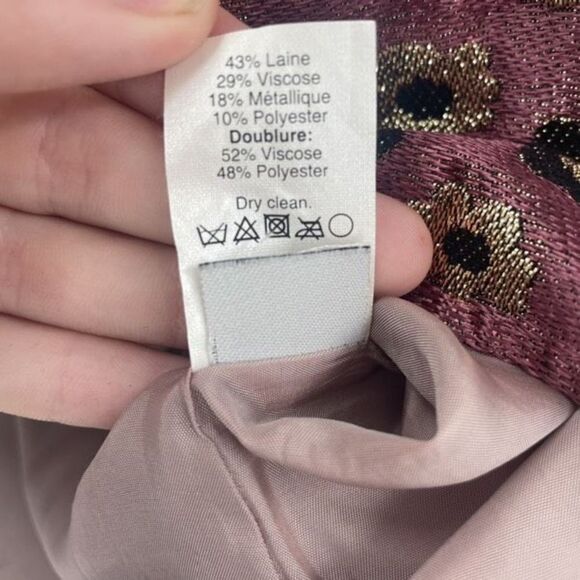 43% Laine
29% Viscose
18% Métallique
10% Polyester
Doublure:
52% Viscose
48% Polyester
Dry clean.